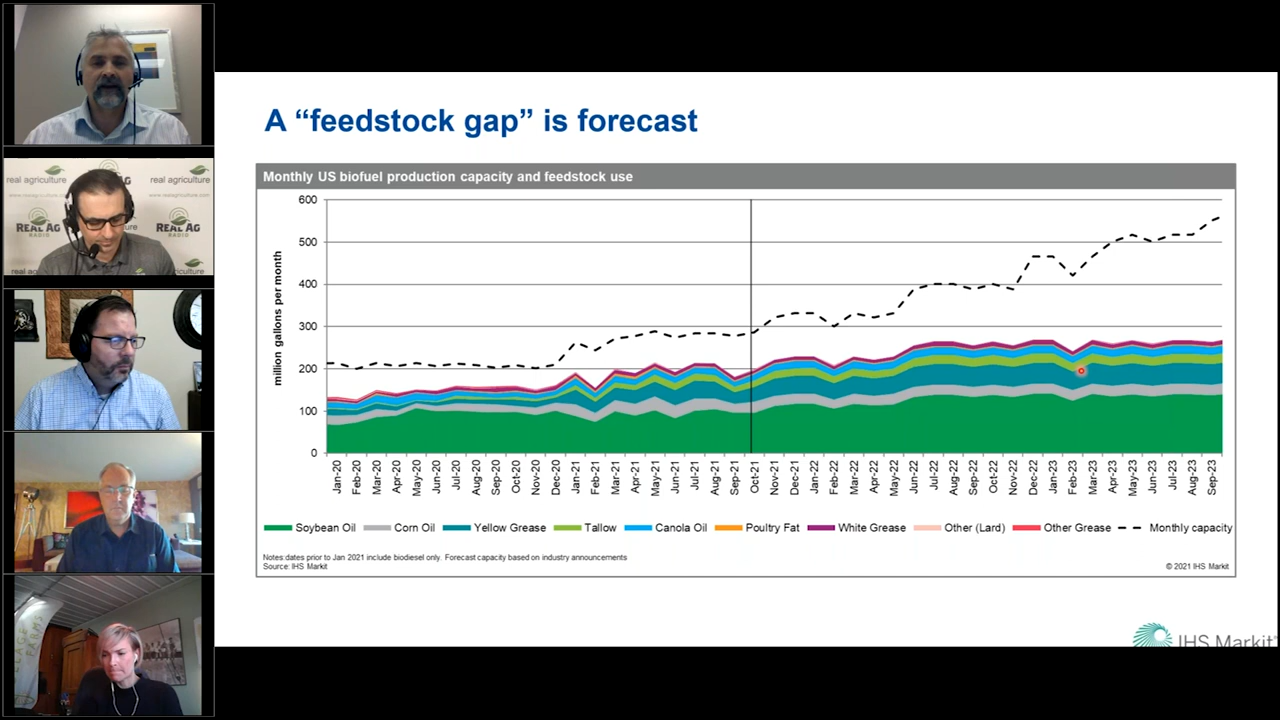 A “feedstock gap” is forecast
Monthly US biofuel production capacity and feedstock use
million gallons per month
600
500
400
300
200
100
0
Jan-20
Feb-20
Mar-20
Apr-20
May-20
Jun-20
Jul-20
Aug-20
Sep-20
Oct-20
Nov-20
Dec-20
Jan-21
Feb-21
Mar-21
Apr-21
May-21
Jun-21
Jul-21
Aug-21
Sep-21
Oct-21
Nov-21
Dec-21
Jan-22
Feb-22
Mar-22
Apr-22
May-22
Jun-22
Jul-22
Aug-22
Sep-22
Oct-22
Nov-22
Dec-22
Jan-23
Feb-23
Mar-23
Apr-23
May-23
Jun-23
Jul-23
Aug-23
Sep-23
Soybean Oil
Corn Oil
Yellow Grease
Tallow
Canola Oil
Poultry Fat
White Grease
Other (Lard)
Other Grease
Monthly capacity
Notes:dates prior to Jan 2021 include biodiesel only. Forecast capacity based on industry announcements
Source: IHS Markit
© 2021 IHS Markit
IHS Markit
real agriculture
real agriculture
REAL AG
RADIO
REAL AG
RADIO
real ag
agriculture